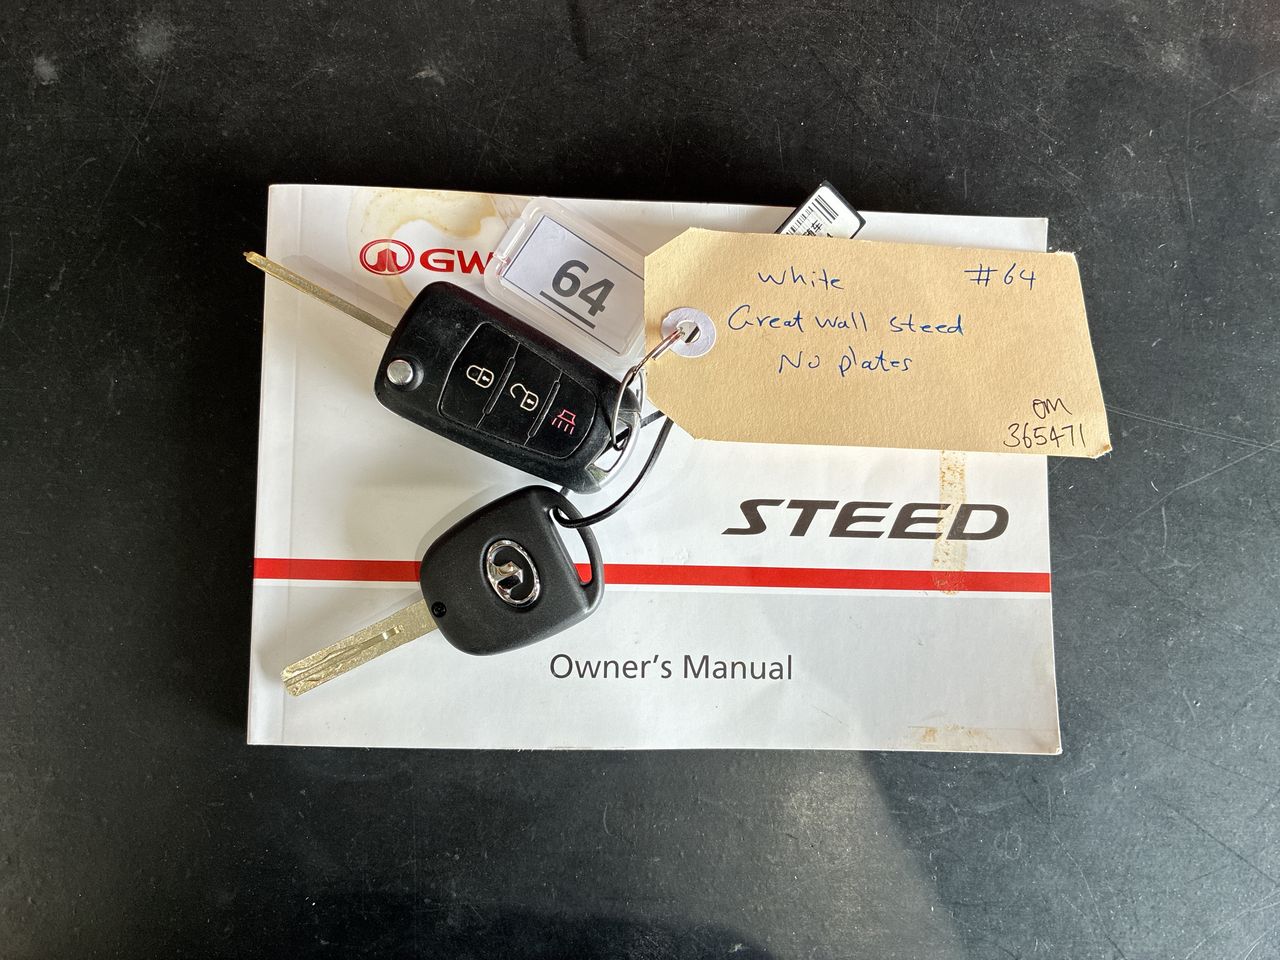 GW
64
White #64
Great Wall Steed
No plates
OM
365471
STEED
Owner's Manual